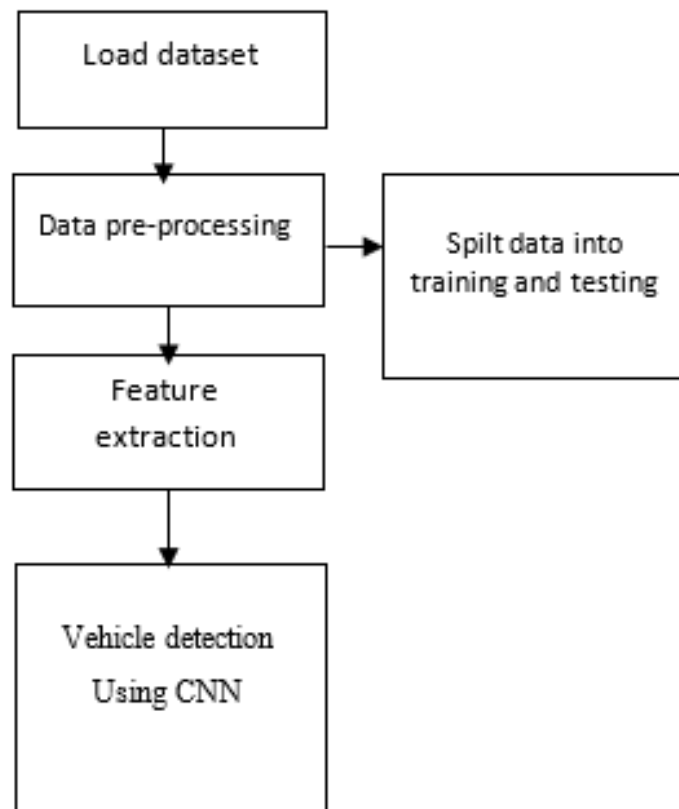 Load dataset
Data pre-processing
Spilt data into
training and testing
Feature
extraction
Vehicle detection
Using CNN